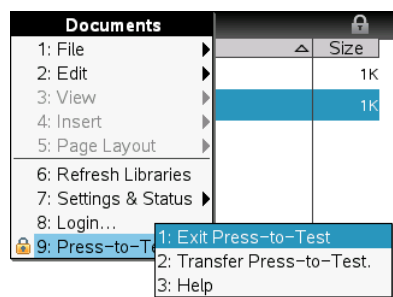 Documents
1: File
2: Edit
3: View
4: Insert
5: Page Layout
6: Refresh Libraries
7: Settings & Status
8: Login...
9: Press-to-Te
1: Exit Press-to-Test
2: Transfer Press-to-Test.
3: Help
Size
1K
1K